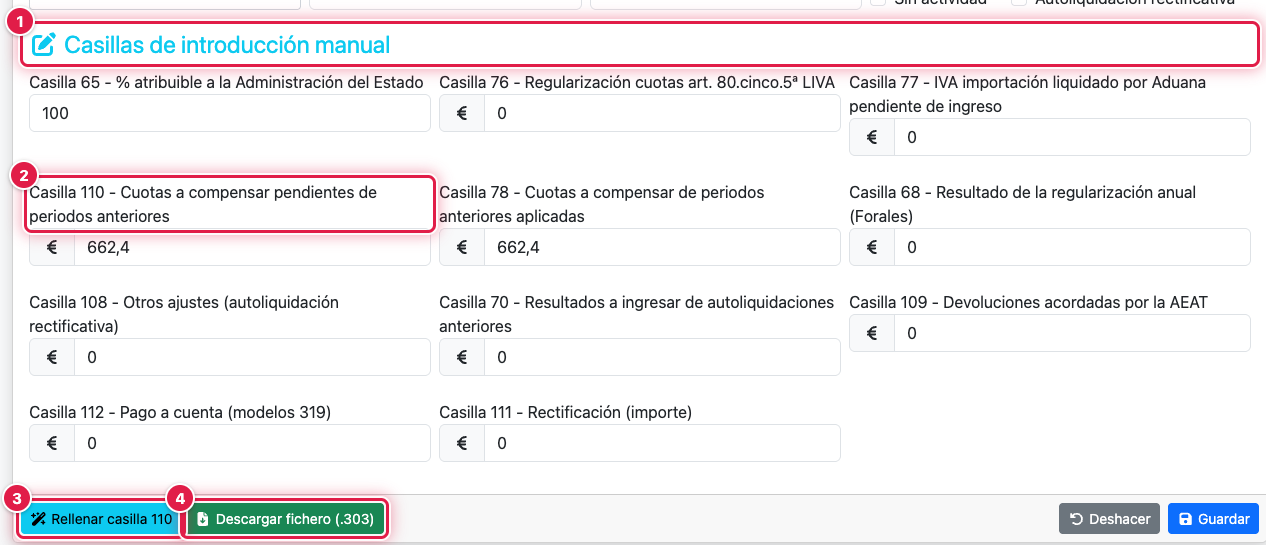 Sin actividad Autoliquidación rectificativa
1
Casillas de introducción manual
Casilla 65 - % atribuible a la Administración del Estado
100
Casilla 76 - Regularización cuotas art. 80.cinco.5ª LIVA
€ 0
Casilla 77 - IVA importación liquidado por Aduana
pendiente de ingreso
€ 0
2
Casilla 110 - Cuotas a compensar pendientes de
periodos anteriores
€ 662,4
Casilla 78 - Cuotas a compensar de periodos
anteriores aplicadas
€ 662,4
Casilla 68 - Resultado de la regularización anual
(Forales)
€ 0
Casilla 108 - Otros ajustes (autoliquidación
rectificativa)
€ 0
Casilla 70 - Resultados a ingresar de autoliquidaciones
anteriores
€ 0
Casilla 109 - Devoluciones acordadas por la AEAT
€ 0
Casilla 112 - Pago a cuenta (modelos 319)
€ 0
Casilla 111 - Rectificación (importe)
€ 0
3
Rellenar casilla 110
4
Descargar fichero (.303)
Deshacer
Guardar